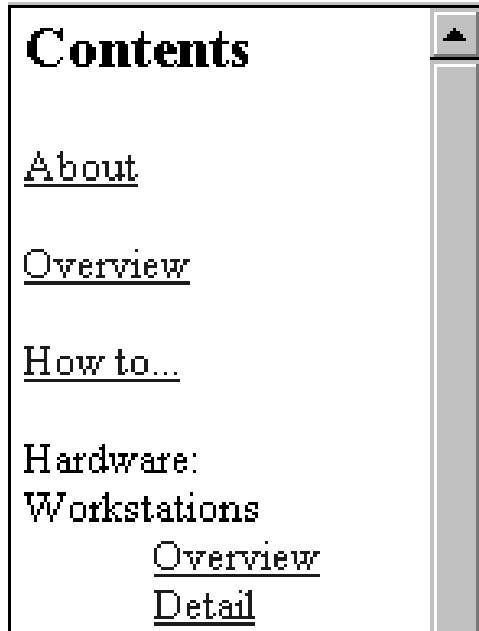 Contents
About
Overview
How to...
Hardware:
Workstations
Overview
Detail